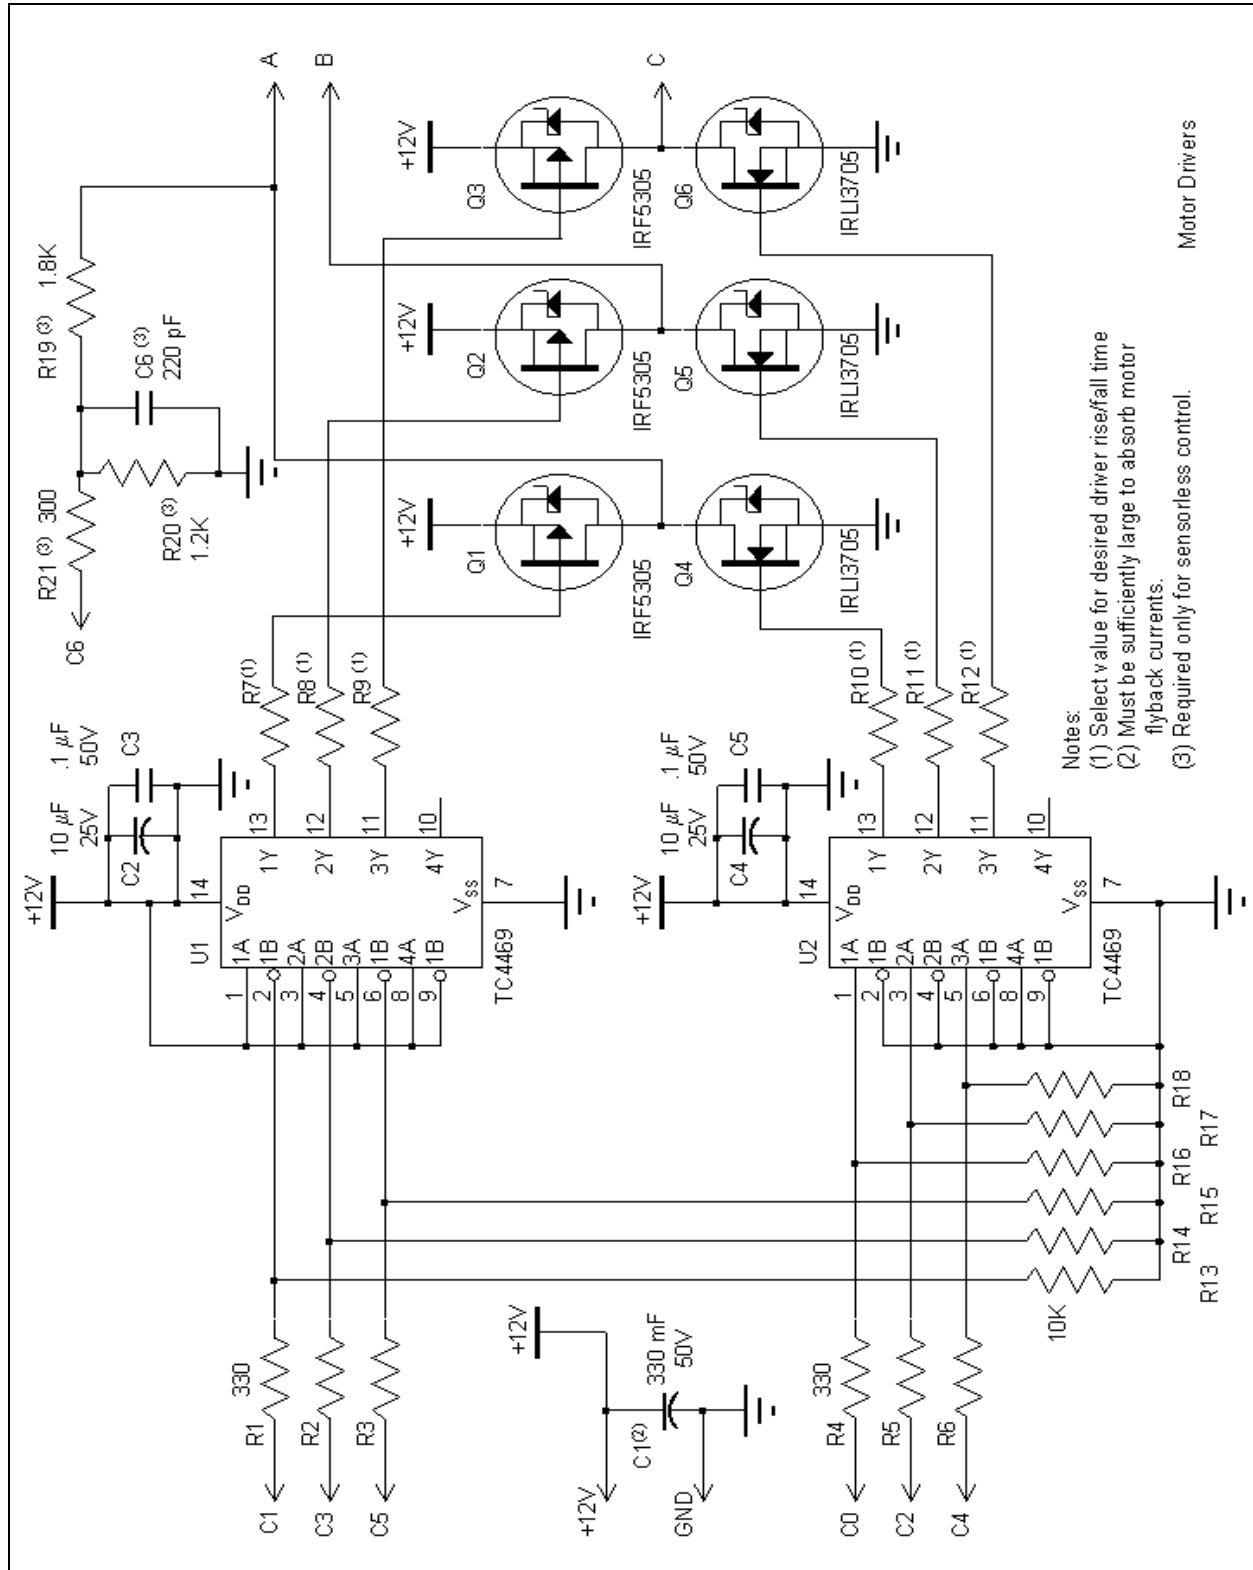 A
B
C
R19 (3) 1.8K
C6 (3)
220 pF
R21 (3) 300
R20 (3)
1.2K
C6
+12V
Q3
IRF5305
Q6
IRLI3705
+12V
Q2
IRF5305
Q5
IRLI3705
+12V
Q1
IRF5305
Q4
IRLI3705
R7 (1)
R8 (1)
R9 (1)
R10 (1)
R11 (1)
R12 (1)
+12V
10 µF
25V
.1 µF
50V
C2
C3
14
VDD
U1
1A
1B
2A
2B
3A
1B
4A
1B
1
2
3
4
5
6
8
9
1Y
2Y
3Y
4Y
13
12
11
10
VSS
7
TC4469
+12V
10 µF
25V
.1 µF
50V
C4
C5
14
VDD
U2
1A
1B
2A
2B
3A
1B
4A
1B
1
2
3
4
5
6
8
9
1Y
2Y
3Y
4Y
13
12
11
10
VSS
7
TC4469
R18
R17
R16
R15
R14
R13
10K
330
R1
R2
R3
C1
C3
C5
+12V
+12V
C1(2)
330 mF
50V
GND
330
R4
R5
R6
C0
C2
C4
Notes:
(1) Select value for desired driver rise/fall time
(2) Must be sufficiently large to absorb motor
flyback currents.
(3) Required only for sensorless control.
Motor Drivers